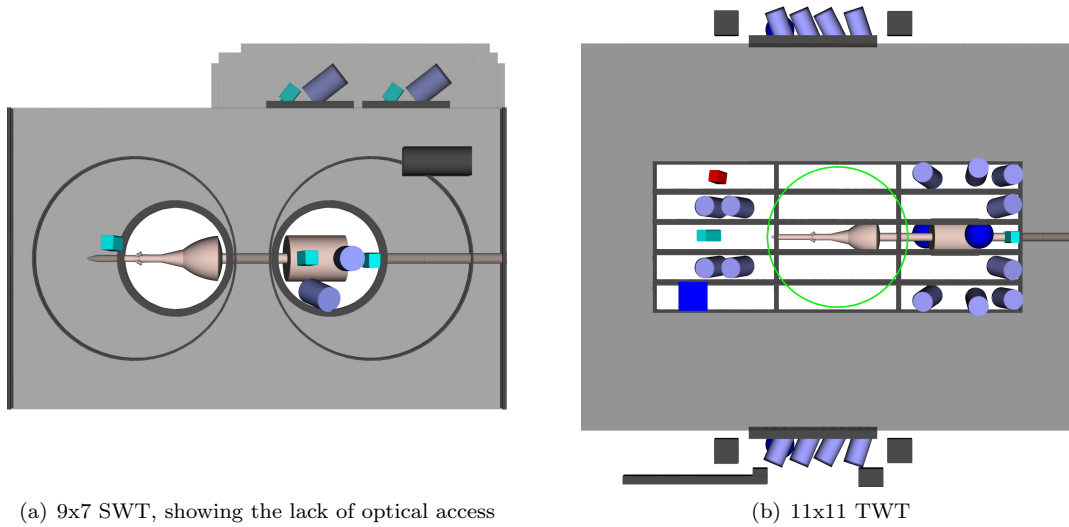 (a) 9x7 SWT, showing the lack of optical access
(b) 11x11 TWT